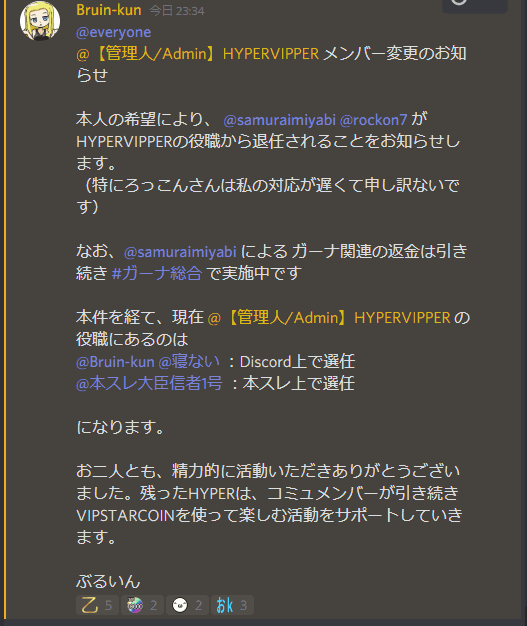 Bruin-kun 今日 23:34
@everyone
@【管理人/Admin】HYPERVIPPER メンバー変更のお知
らせ
本人の希望により、 @samuraimiyabi @rockon7 が
HYPERVIPPERの役職から退任されることをお知らせし
ます。
（特にろっこんさんは私の対応が遅くて申し訳ないで
す）
なお、@samuraimiyabi による ガーナ関連の返金は引き
続き #ガーナ総合 で実施中です
本件を経て、現在 @【管理人/Admin】HYPERVIPPER の
役職にあるのは
@Bruin-kun @寝ない ：Discord上で選任
@本スレ大臣信者1号 ：本スレ上で選任
になります。
お二人とも、精力的に活動いただきありがとうござい
ました。残ったHYPERは、コミュメンバーが引き続き
VIPSTARCOINを使って楽しむ活動をサポートしていき
ます。
ぶるいん
乙 5 2 2 おk 3